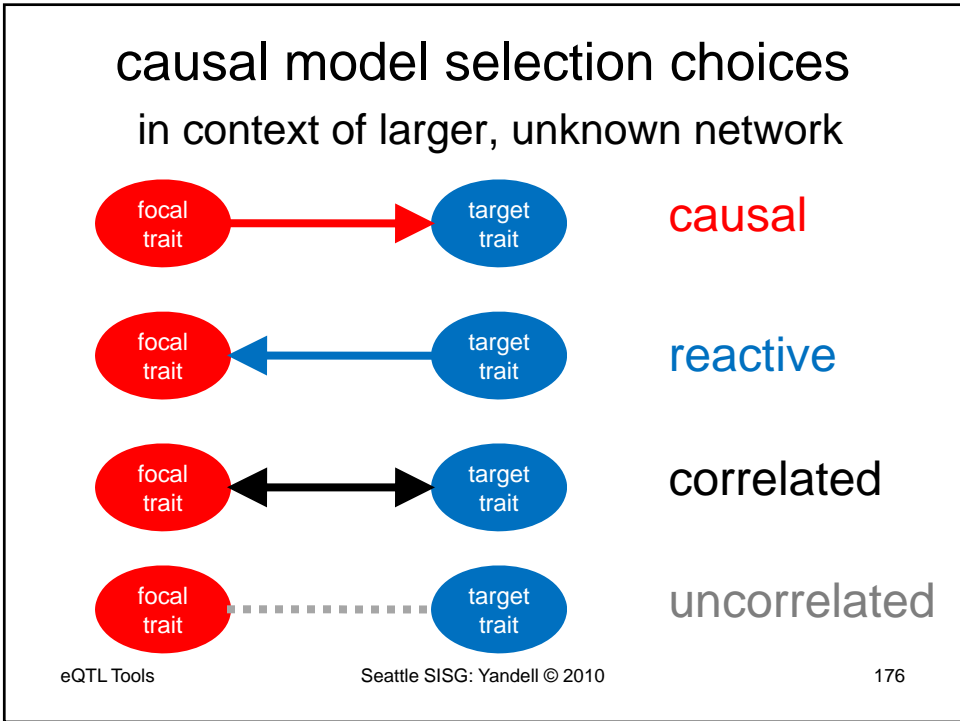 causal model selection choices
in context of larger, unknown network
focal
trait
target
trait
causal
focal
trait
target
trait
reactive
focal
trait
target
trait
correlated
focal
trait
target
trait
uncorrelated
eQTL Tools
Seattle SISG: Yandell © 2010
176